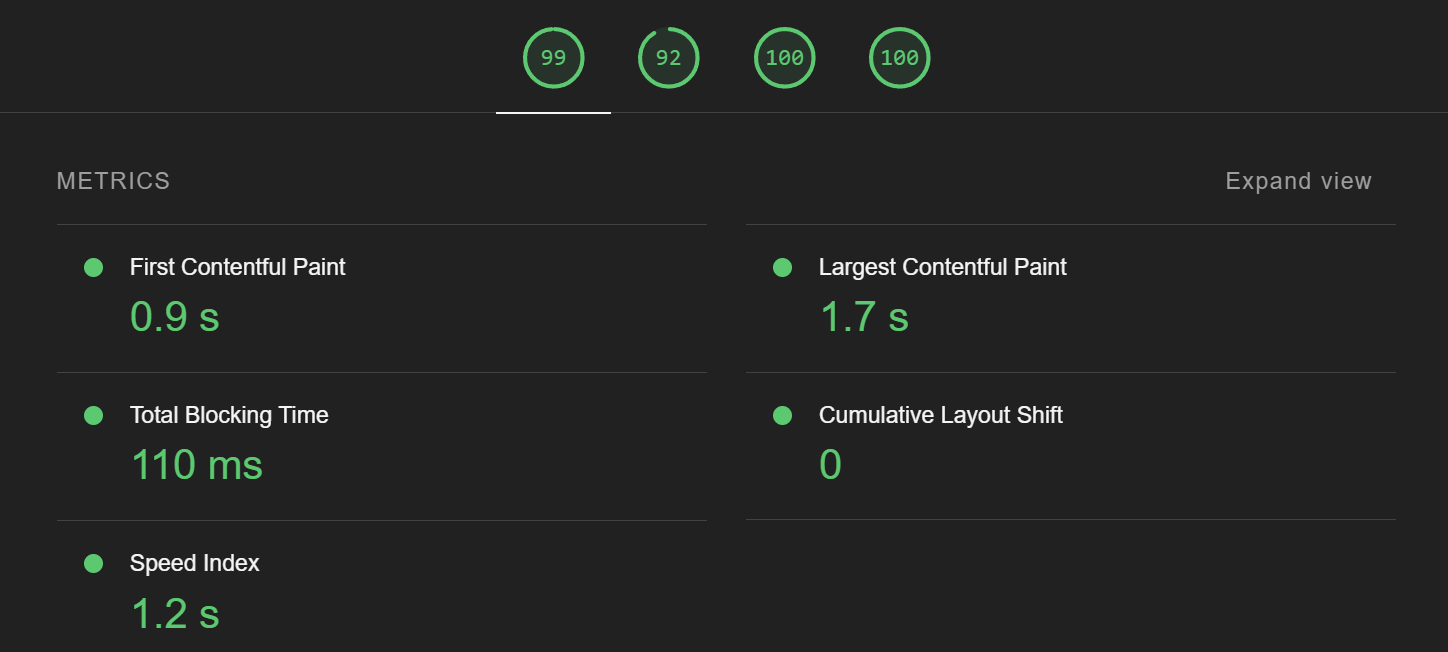 99 92 100 100
METRICS Expand view
First Contentful Paint
0.9 s
Largest Contentful Paint
1.7 s
Total Blocking Time
110 ms
Cumulative Layout Shift
0
Speed Index
1.2 s